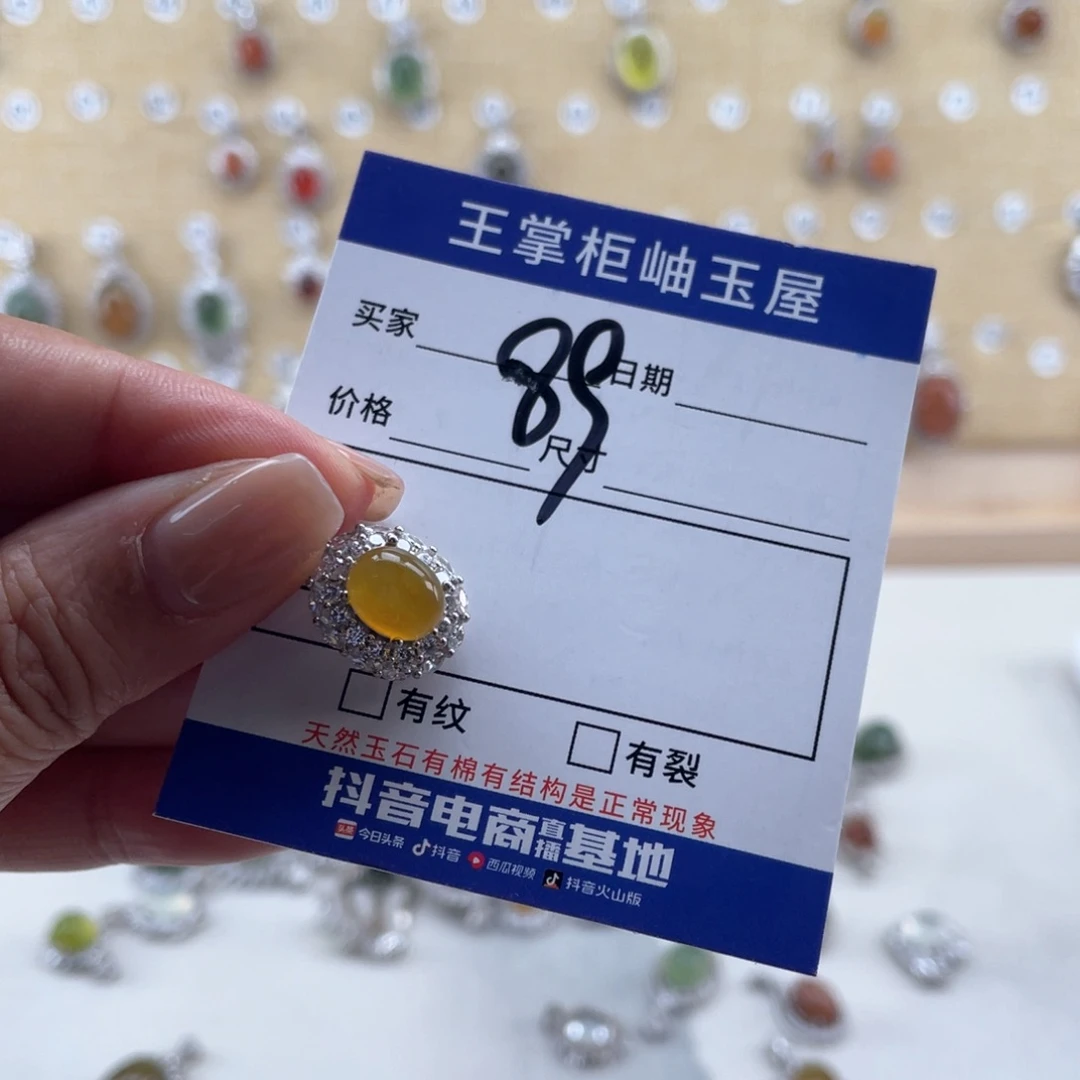 王掌柜岫玉屋
买家 89 日期
价格 尺寸
有纹 有裂
天然玉石有棉有结构是正常现象
抖音电商直播基地
头条 今日头条 抖音 西瓜视频 抖音火山版